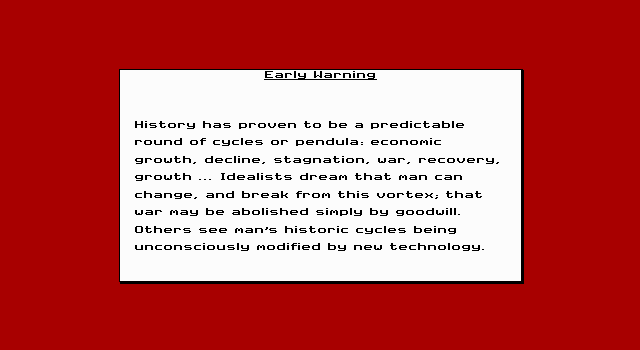 Early Warning
History has proven to be a predictable
round of cycles or pendula: economic
growth, decline, stagnation, war, recovery,
growth ... Idealists dream that man can
change, and break from this vortex; that
war may be abolished simply by goodwill.
Others see man's historic cycles being
unconsciously modified by new technology.